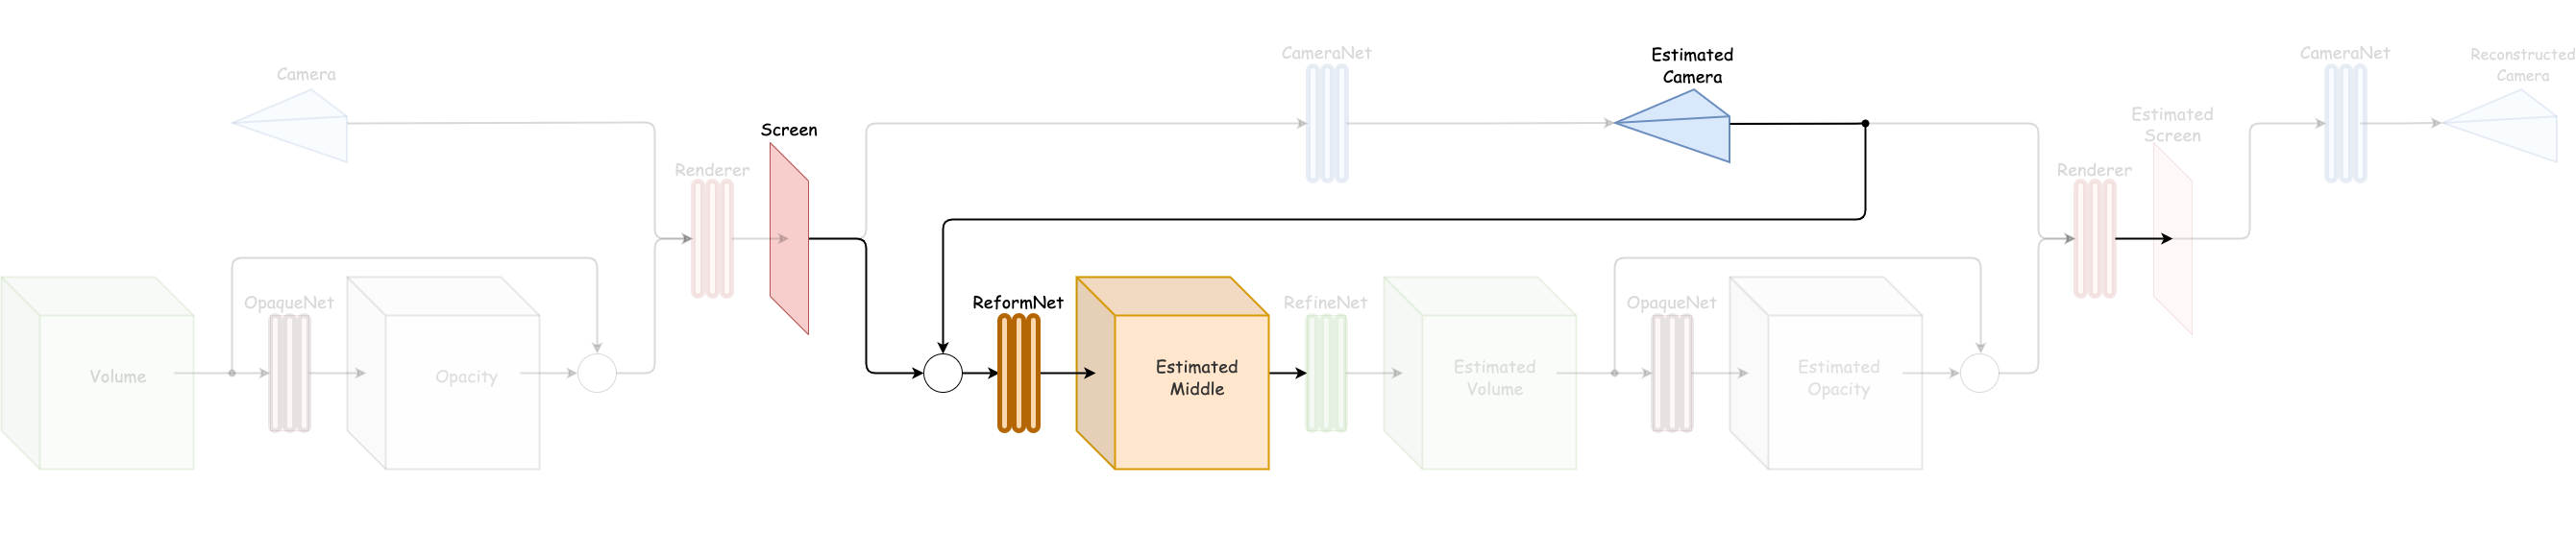 Camera
Renderer
Screen
CameraNet
Estimated
Camera
CameraNet
Reconstructed
Camera
Estimated
Screen
Renderer
Volume
OpaqueNet
Opacity
ReformNet
Estimated
Middle
RefineNet
Estimated
Volume
OpaqueNet
Estimated
Opacity